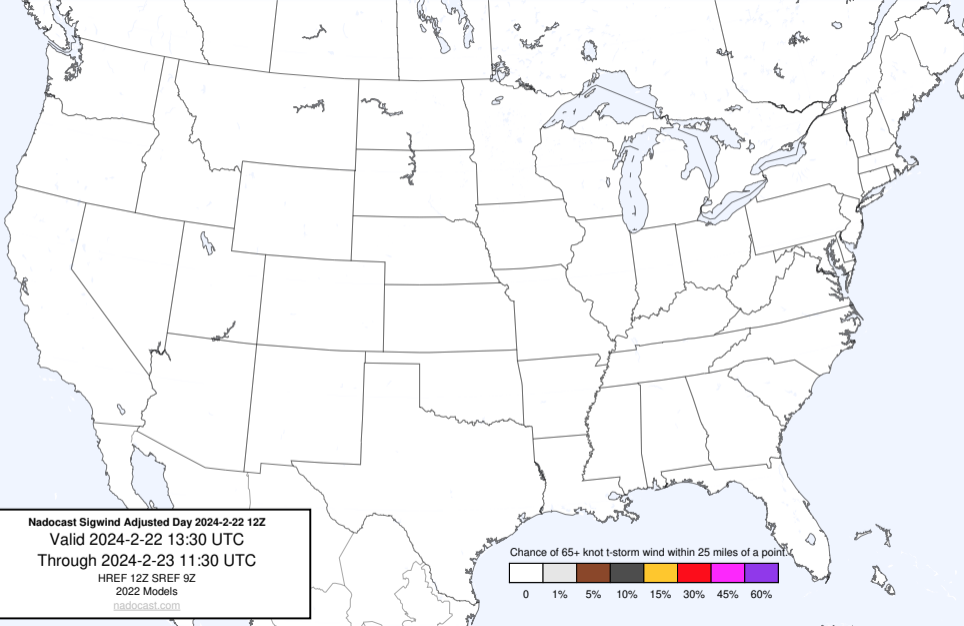 Nadocast Sigwind Adjusted Day 2024-2-22 12Z
Valid 2024-2-22 13:30 UTC
Through 2024-2-23 11:30 UTC
HREF 12Z SREF 9Z
2022 Models
nadocast.com
Chance of 65+ knot t-storm wind within 25 miles of a point.
0 1% 5% 10% 15% 30% 45% 60%